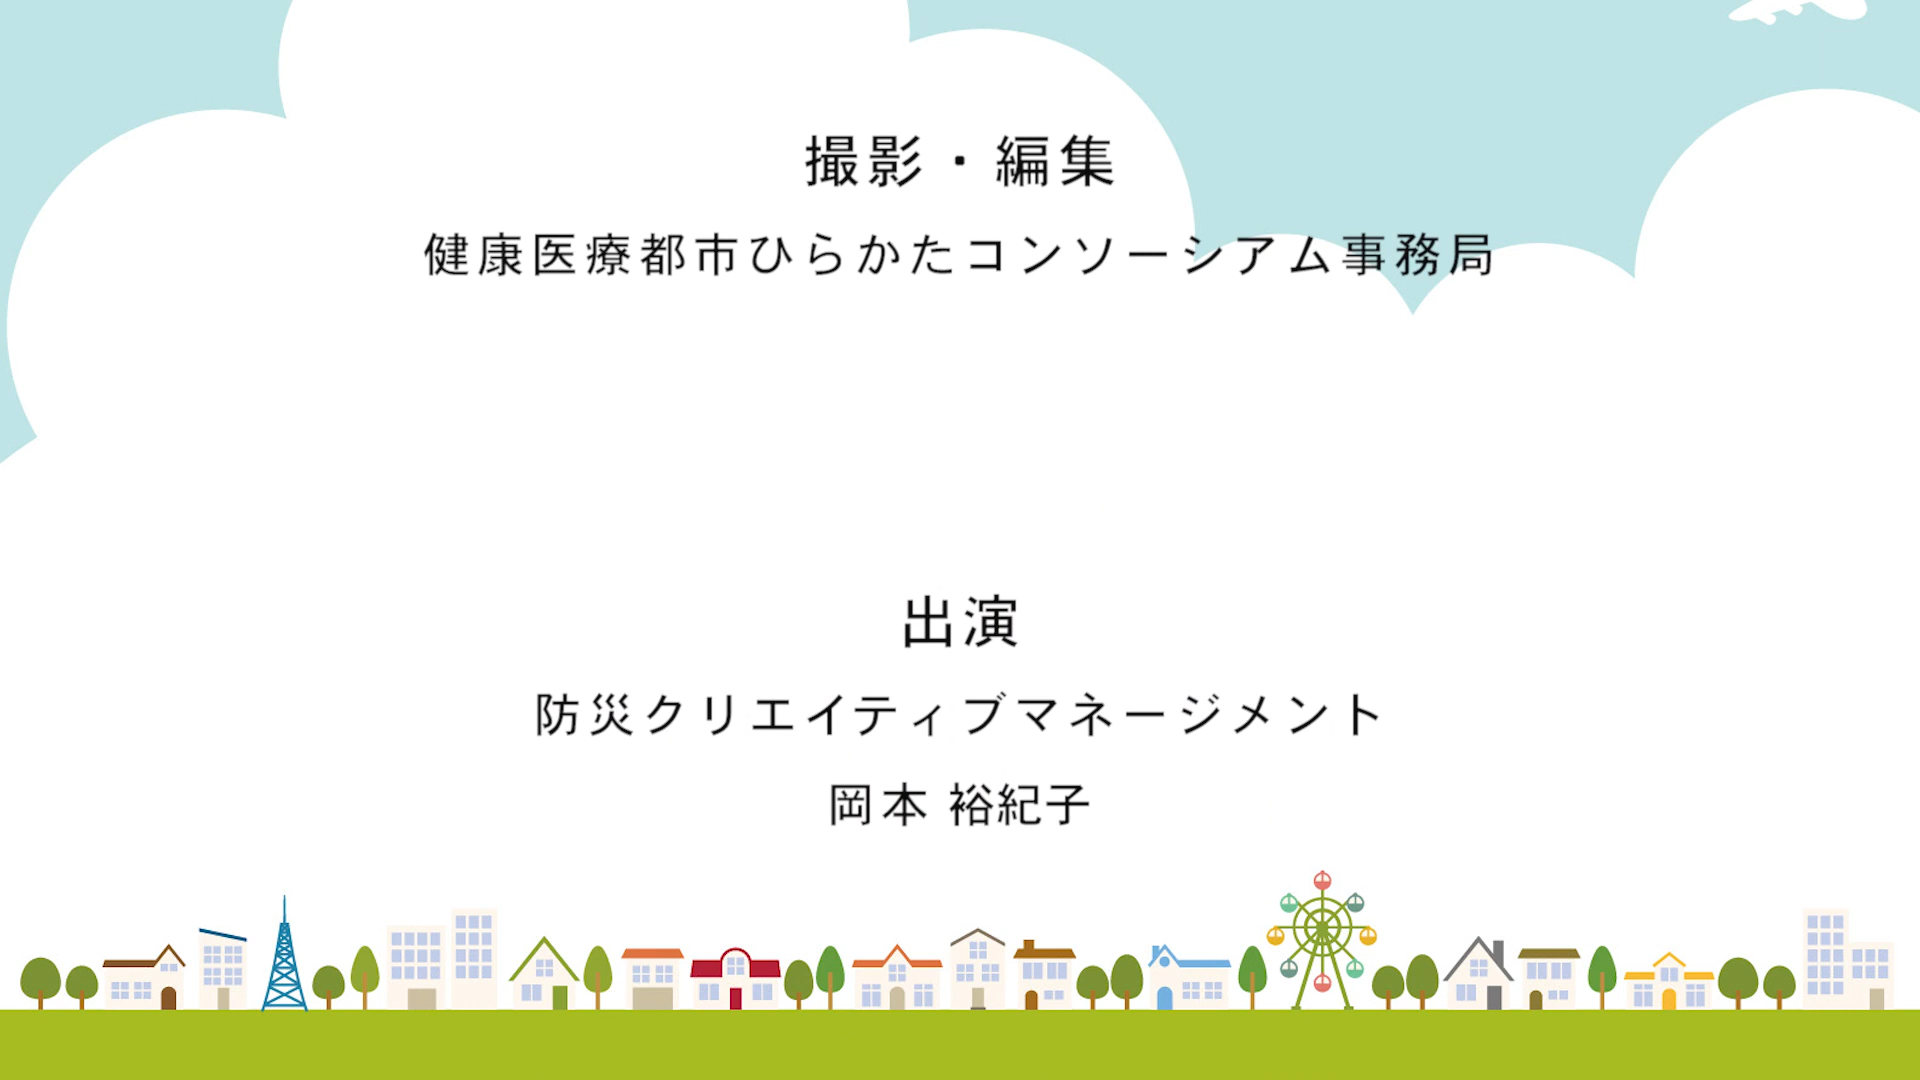 撮影・編集
健康医療都市ひらかたコンソーシアム事務局
出演
防災クリエイティブマネージメント
岡本 裕紀子